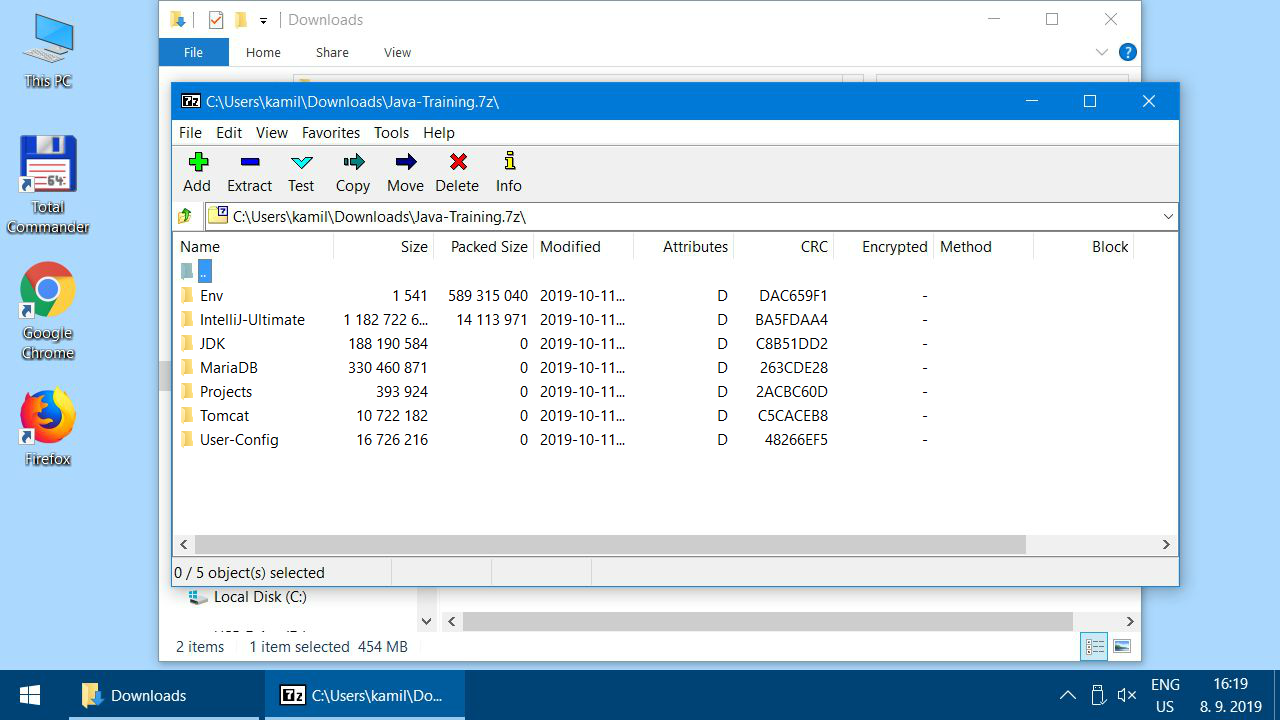 This PC
Total
Commander
64
Google
Chrome
Firefox
Downloads
File Home Share View
?
7z C:\Users\kamil\Downloads\Java-Training.7z\
File Edit View Favorites Tools Help
Add Extract Test Copy Move Delete Info
C:\Users\kamil\Downloads\Java-Training.7z\
Name Size Packed Size Modified Attributes CRC Encrypted Method Block
..
Env 1 541 589 315 040 2019-10-11... D DAC659F1 -
IntelliJ-Ultimate 1 182 722 6... 14 113 971 2019-10-11... D BA5FDAA4 -
JDK 188 190 584 0 2019-10-11... D C8B51DD2 -
MariaDB 330 460 871 0 2019-10-11... D 263CDE28 -
Projects 393 924 0 2019-10-11... D 2ACBC60D -
Tomcat 10 722 182 0 2019-10-11... D C5CACEB8 -
User-Config 16 726 216 0 2019-10-11... D 48266EF5 -
0 / 5 object(s) selected
Local Disk (C:)
2 items 1 item selected 454 MB
Downloads
7z C:\Users\kamil\Do...
ENG
US
16:19
8. 9. 2019